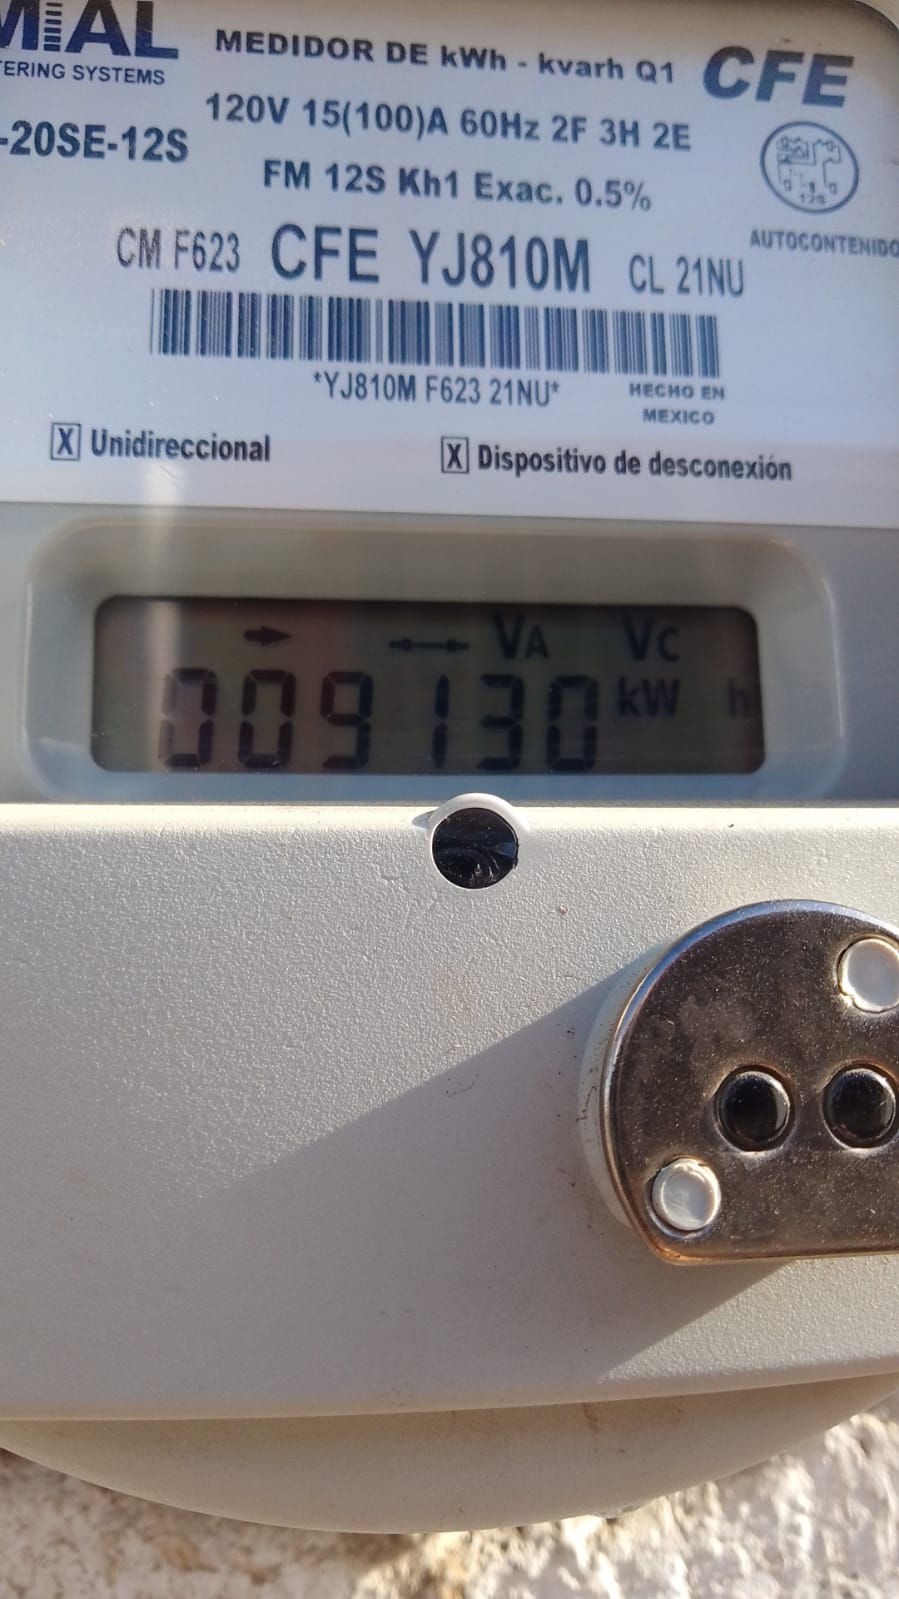 MIAL
TERING SYSTEMS
MEDIDOR DE kWh - kvarh Q1
CFE
-20SE-12S
120V 15(100)A 60Hz 2F 3H 2E
FM 12S Kh1 Exac. 0.5%
12S
AUTOCONTENIDO
CM F623 CFE YJ810M CL 21NU
*YJ810M F623 21NU*
HECHO EN
MEXICO
X Unidireccional
X Dispositivo de desconexión
VA VC
009130 kW h